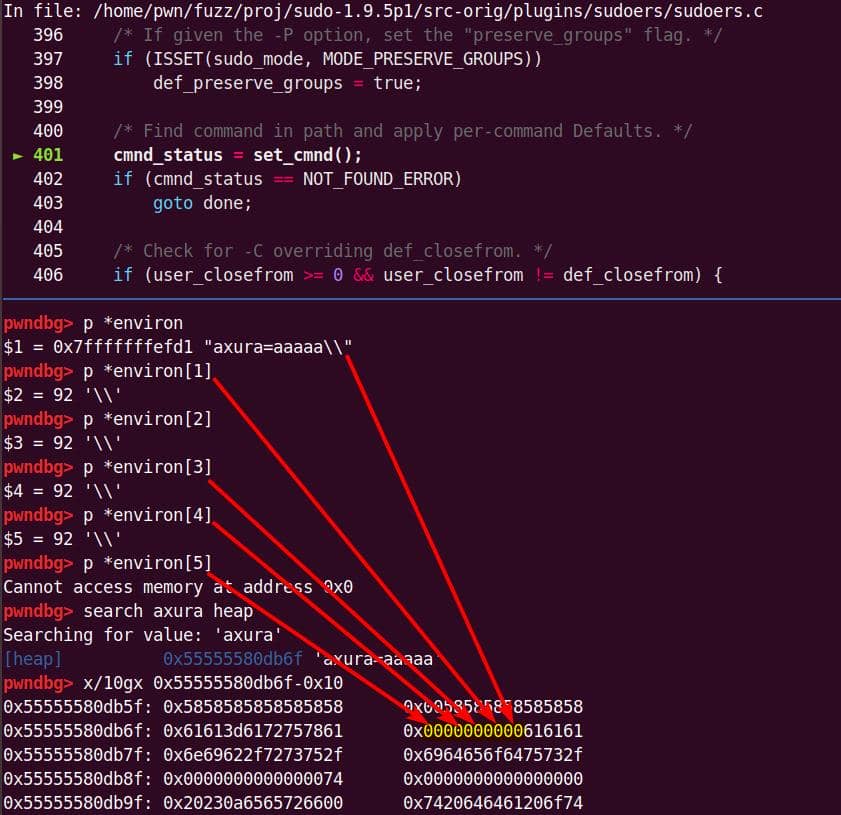 In file: /home/pwn/fuzz/proj/sudo-1.9.5p1/src-orig/plugins/sudoers/sudoers.c
396     /* If given the -P option, set the "preserve_groups" flag. */
397     if (ISSET(sudo_mode, MODE_PRESERVE_GROUPS))
398         def_preserve_groups = true;
399
400     /* Find command in path and apply per-command Defaults. */
► 401     cmnd_status = set_cmnd();
402     if (cmnd_status == NOT_FOUND_ERROR)
403         goto done;
404
405     /* Check for -C overriding def_closefrom. */
406     if (user_closefrom >= 0 && user_closefrom != def_closefrom) {
pwndbg> p *environ
$1 = 0x7fffffffefd1 "axura=aaaaa\\"
pwndbg> p *environ[1]
$2 = 92 '\\'
pwndbg> p *environ[2]
$3 = 92 '\\'
pwndbg> p *environ[3]
$4 = 92 '\\'
pwndbg> p *environ[4]
$5 = 92 '\\'
pwndbg> p *environ[5]
Cannot access memory at address 0x0
pwndbg> search axura heap
Searching for value: 'axura'
[heap]          0x55555580db6f 'axura=aaaaa'
pwndbg> x/10gx 0x55555580db6f-0x10
0x55555580db5f: 0x5858585858585858      0x0058585858585858
0x55555580db6f: 0x61613d6172757861      0x0000000000616161
0x55555580db7f: 0x6e69622f7273752f      0x6964656f6475732f
0x55555580db8f: 0x0000000000000074      0x0000000000000000
0x55555580db9f: 0x20230a6565726600      0x7420646461206f74